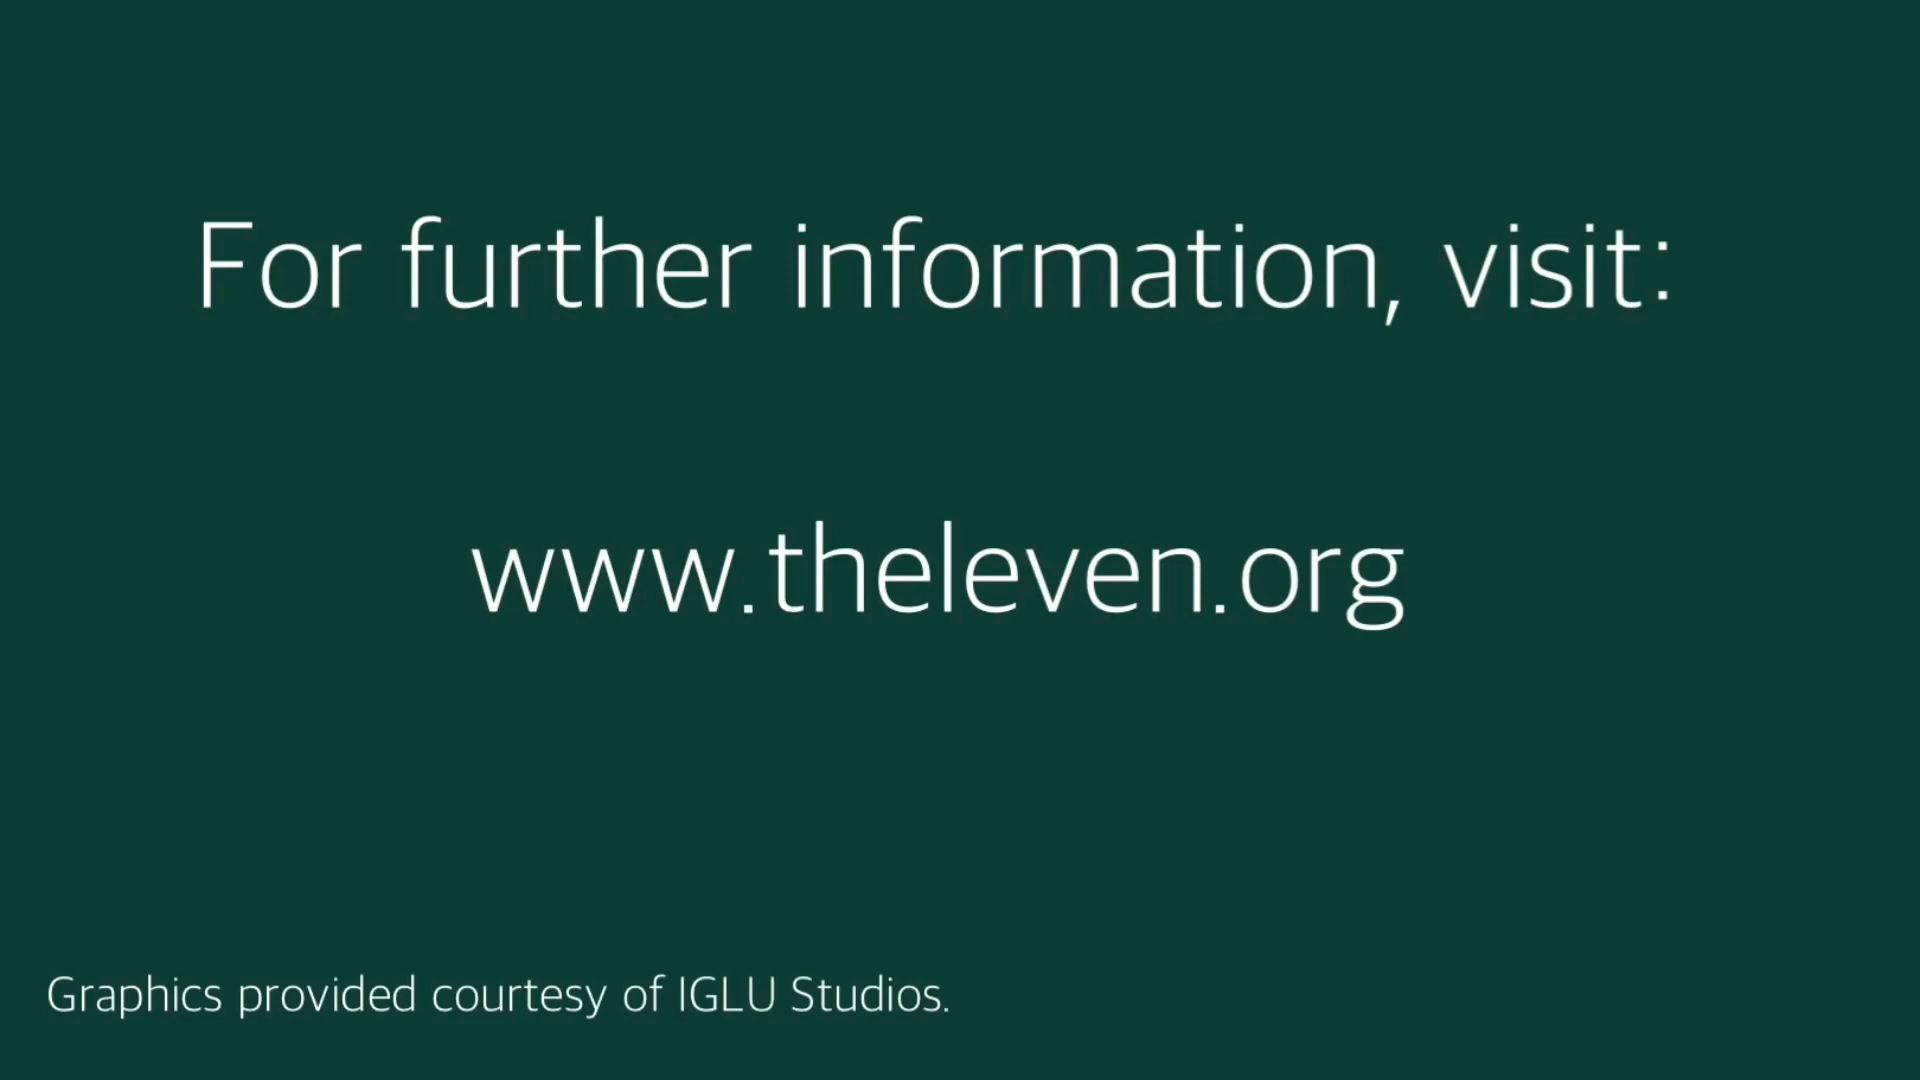 For further information, visit:
www.theleven.org
Graphics provided courtesy of IGLU Studios.